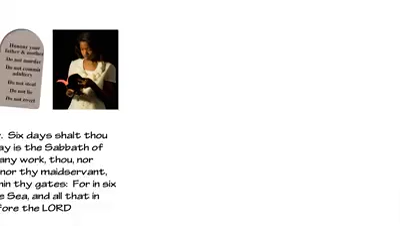 Honour your
father & mother
Do not murder
Do not commit
adultery
Do not steal
Do not lie
Do not covet
. Six days shalt thou
ay is the Sabbath of
any work, thou, nor
nor thy maidservant,
hin thy gates: For in six
e Sea, and all that in
fore the LORD